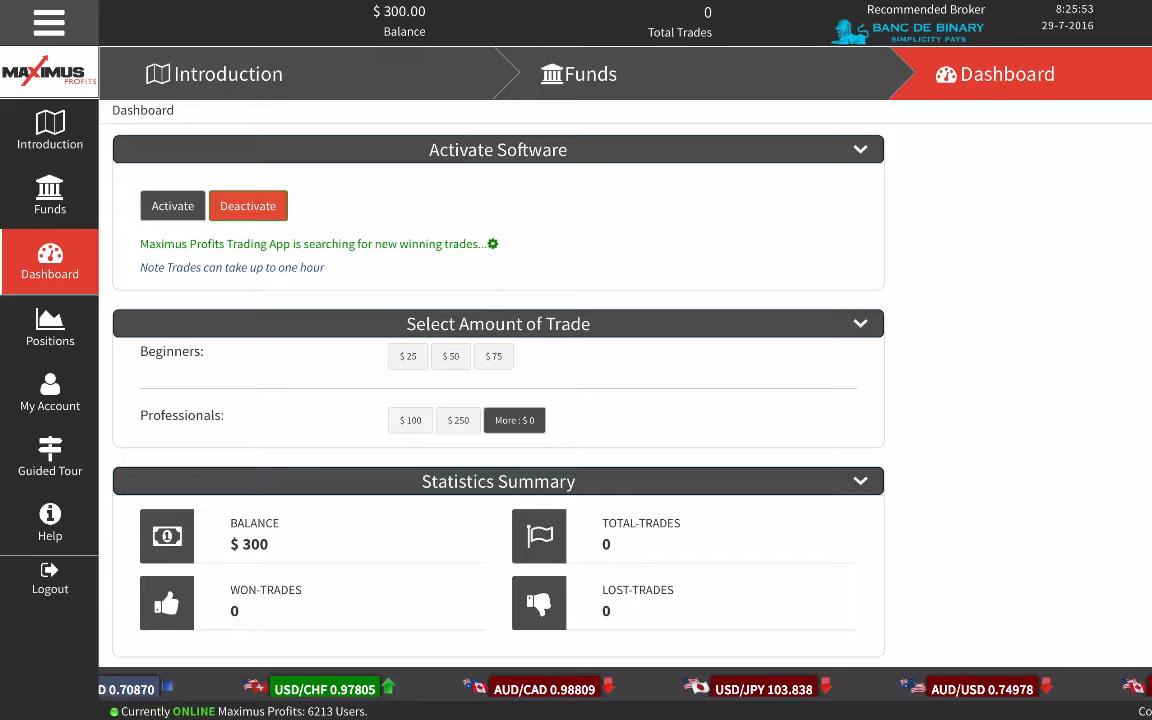 $ 300.00
Balance
0
Total Trades
Recommended Broker
BANC DE BINARY
SIMPLICITY PAYS
8:25:53
29-7-2016
MAXIMUS
PROFITS
Introduction
Funds
Dashboard
Dashboard
Introduction
Funds
Dashboard
Positions
My Account
Guided Tour
Help
Logout
Activate Software
Activate
Deactivate
Maximus Profits Trading App is searching for new winning trades...
Note Trades can take up to one hour
Select Amount of Trade
Beginners:
$ 25
$ 50
$ 75
Professionals:
$ 100
$ 250
More : $ 0
Statistics Summary
BALANCE
$ 300
TOTAL-TRADES
0
WON-TRADES
0
LOST-TRADES
0
D 0.70870
USD/CHF 0.97805
AUD/CAD 0.98809
USD/JPY 103.838
AUD/USD 0.74978
Currently ONLINE Maximus Profits: 6213 Users.
Co